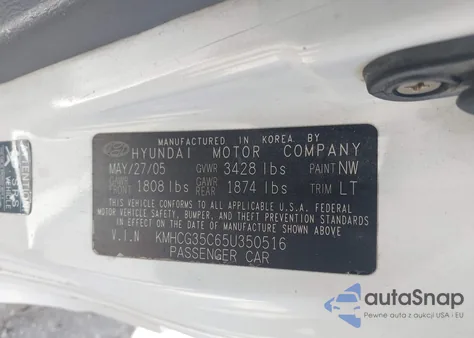 MANUFACTURED IN KOREA BY
HYUNDAI MOTOR COMPANY
MAY/27/05 GVWR 3428 lbs PAINT NW
GAWR FRONT 1808 lbs GAWR REAR 1874 lbs TRIM LT
THIS VEHICLE CONFORMS TO ALL APPLICABLE U.S.A. FEDERAL
MOTOR VEHICLE SAFETY, BUMPER, AND THEFT PREVENTION STANDARDS
IN EFFECT ON THE DATE OF MANUFACTURE SHOWN ABOVE.
V.I.N KMHCG35C65U350516
PASSENGER CAR
autoSnap
Pewne auta z aukcji USA i EU